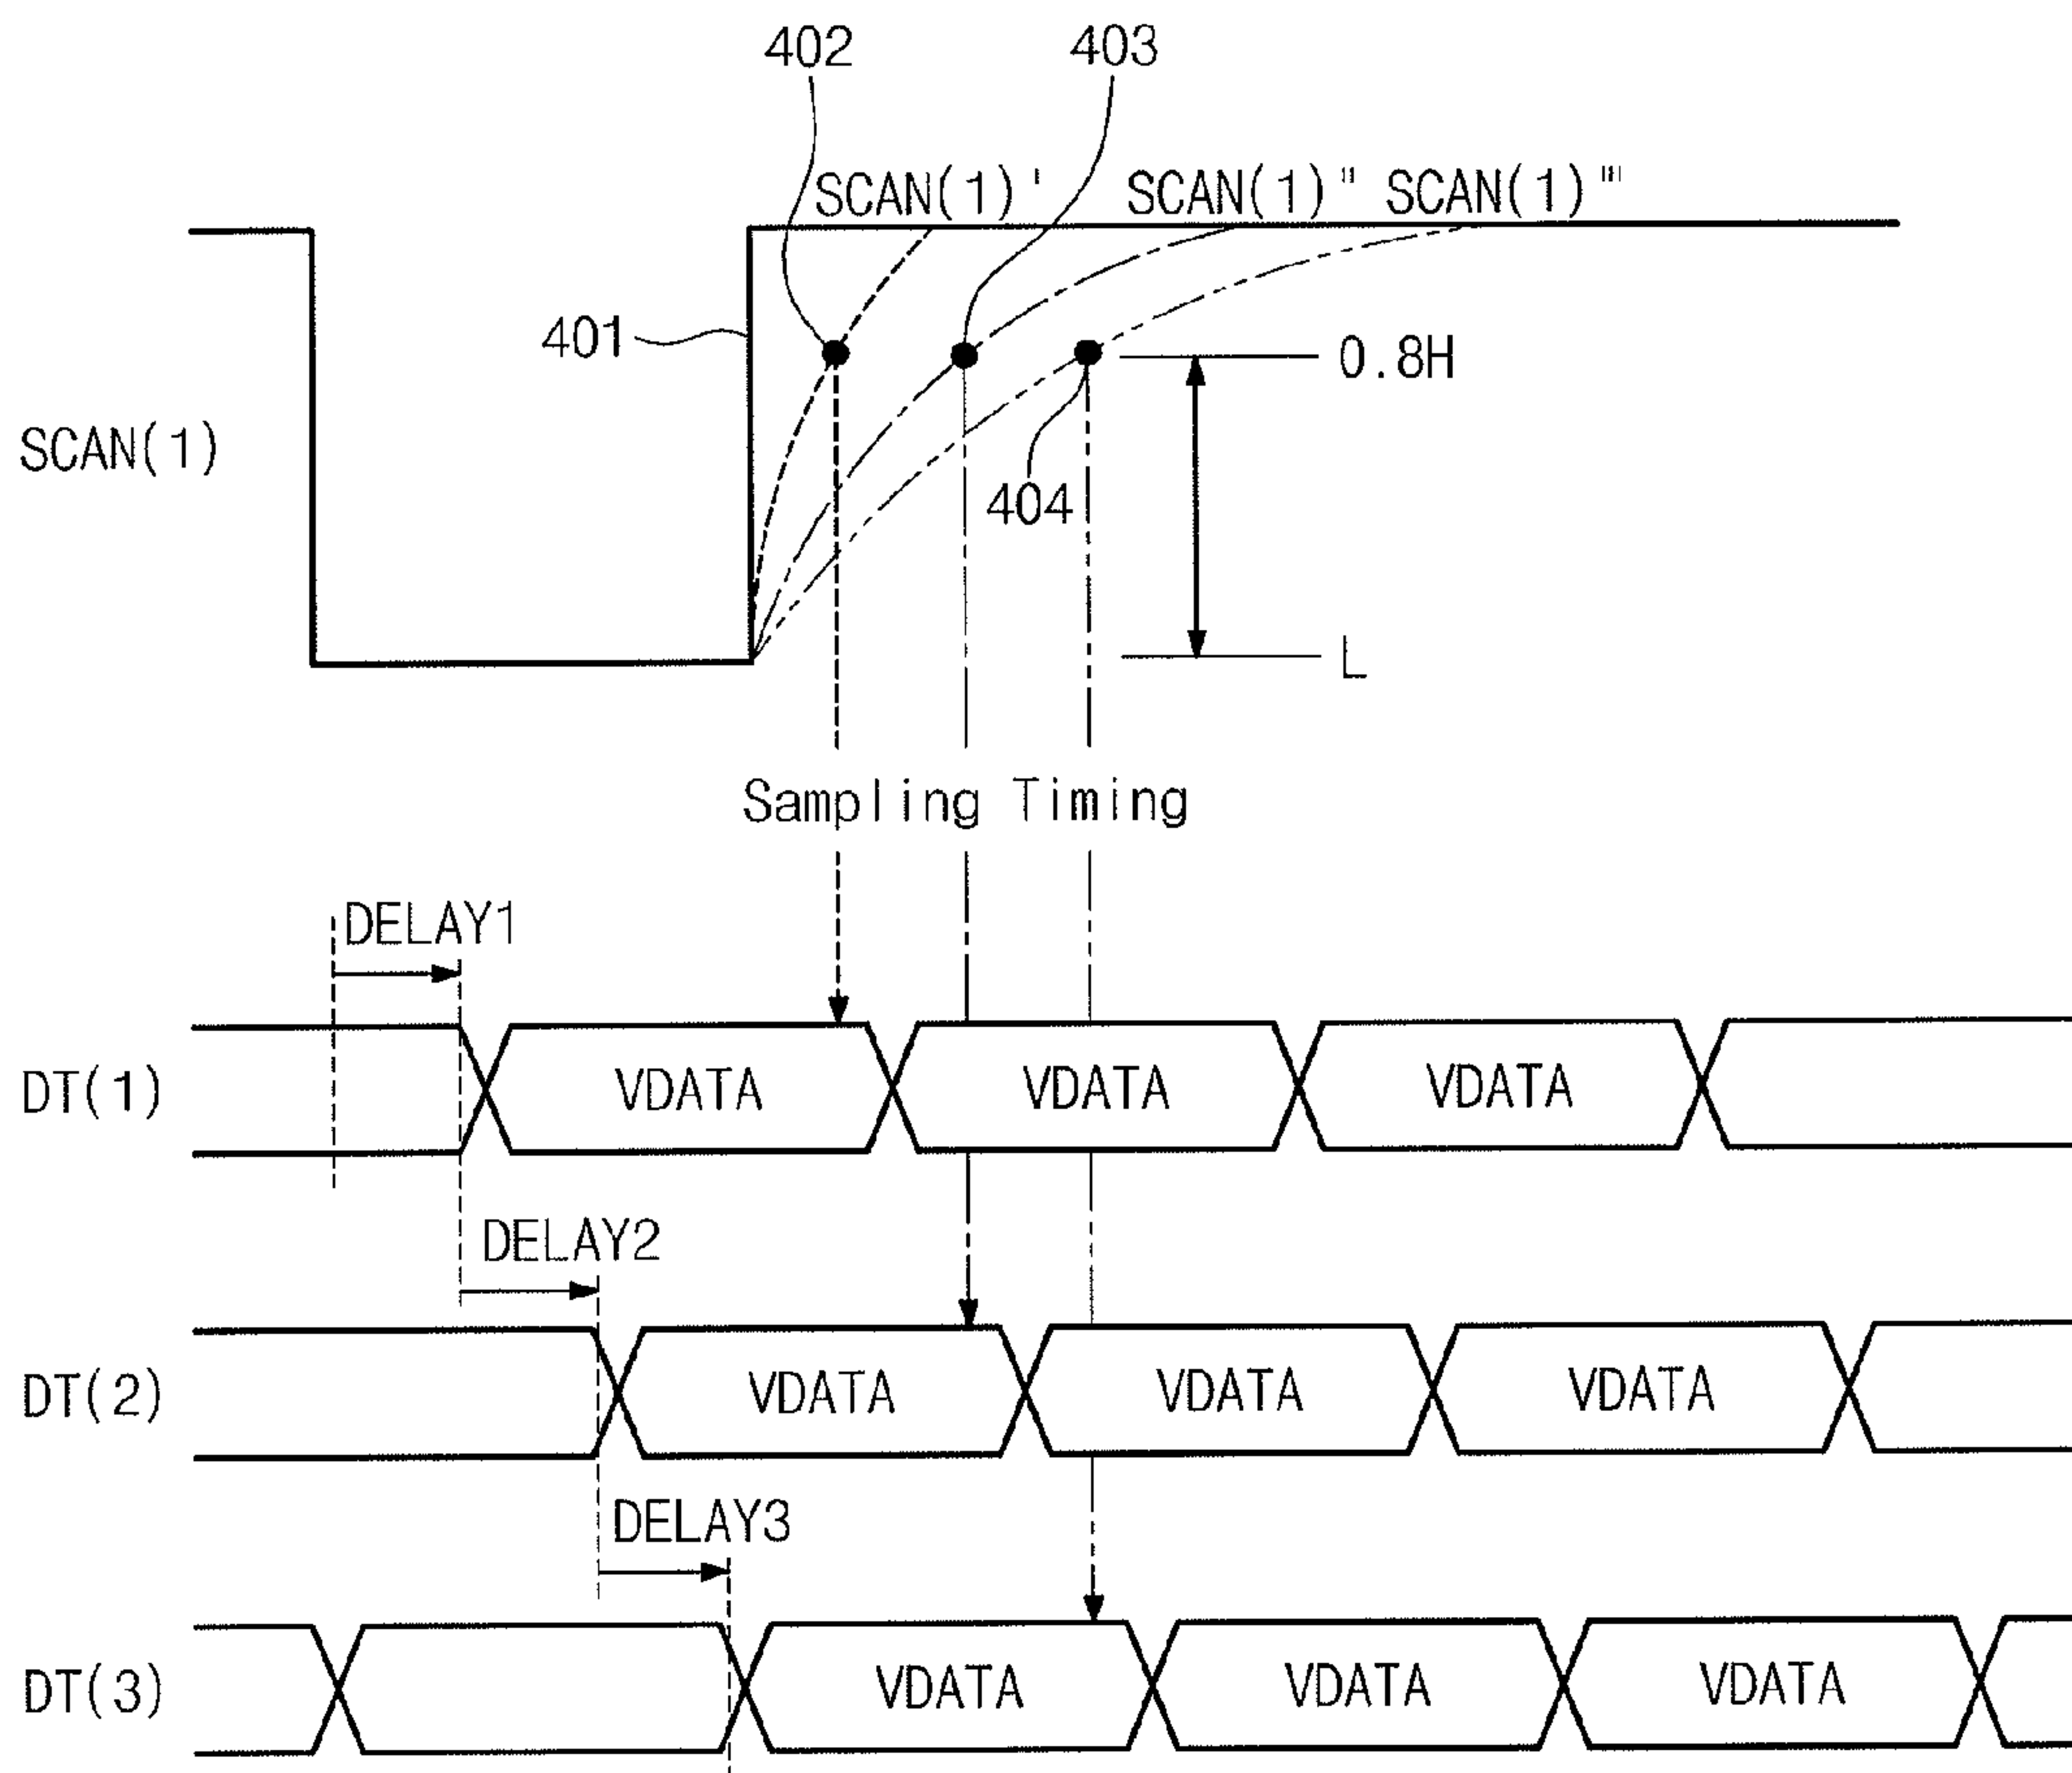 402
403
SCAN(1)' SCAN(1)" SCAN(1)"'
401
0.8H
SCAN(1)
404
L
Sampling Timing
DELAY1
DT(1)
VDATA
VDATA
VDATA
DELAY2
DT(2)
VDATA
VDATA
VDATA
DELAY3
DT(3)
VDATA
VDATA
VDATA